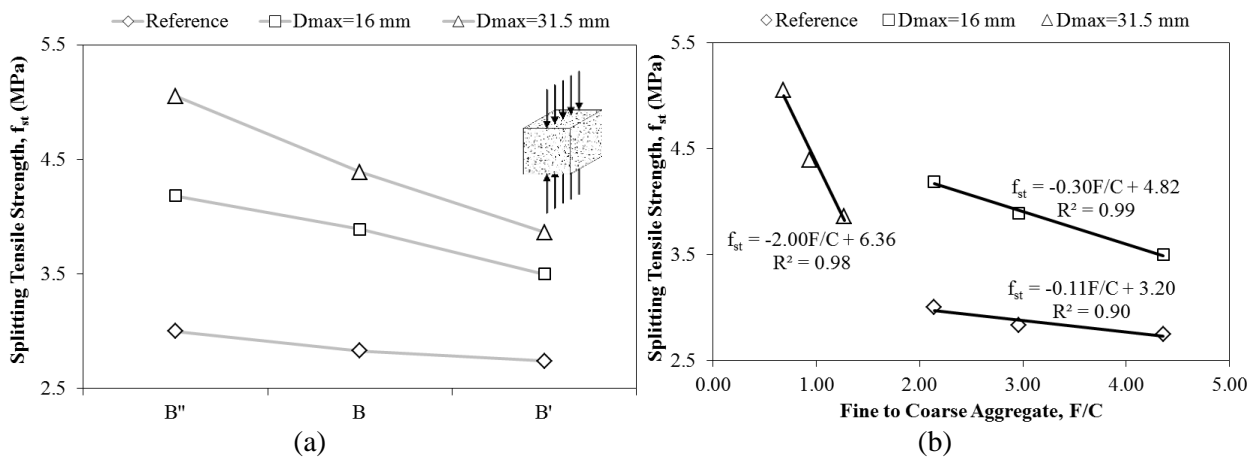 Reference Dmax=16 mm Dmax=31.5 mm
Splitting Tensile Strength, fst (MPa)
5.5
4.5
3.5
2.5
B" B B'
(a)
Reference Dmax=16 mm Dmax=31.5 mm
Splitting Tensile Strength, fst (MPa)
5.5
4.5
3.5
2.5
fst = -0.30F/C + 4.82
R² = 0.99
fst = -2.00F/C + 6.36
R² = 0.98
fst = -0.11F/C + 3.20
R² = 0.90
0.00 1.00 2.00 3.00 4.00 5.00
Fine to Coarse Aggregate, F/C
(b)